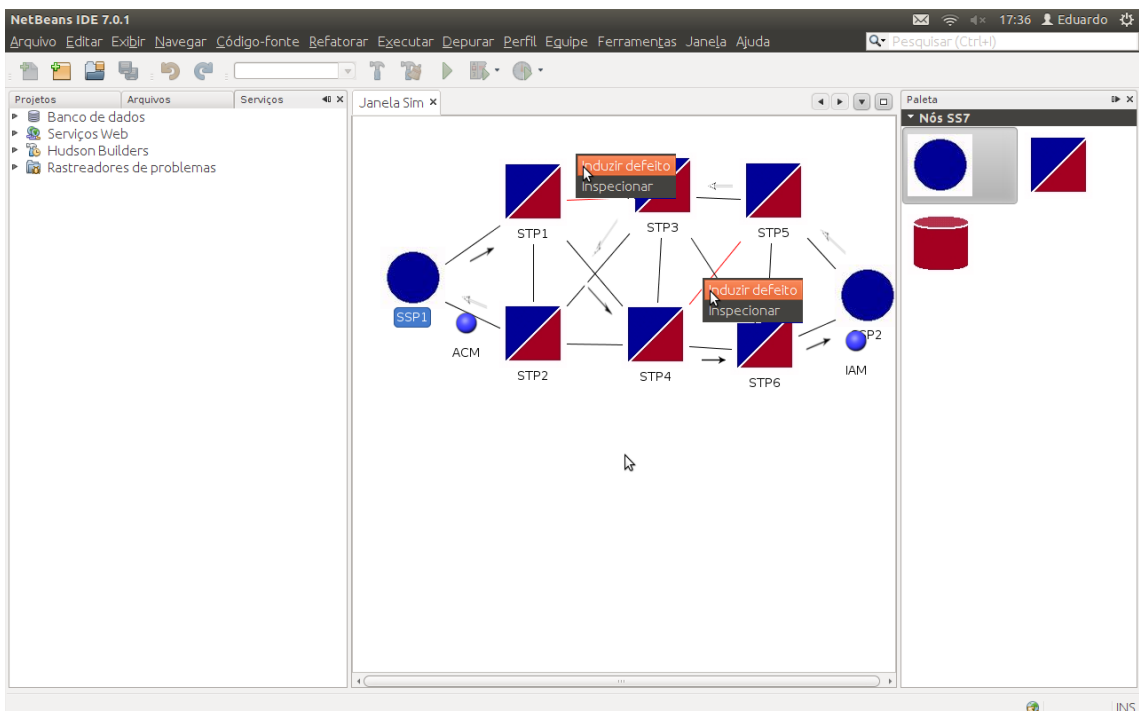 NetBeans IDE 7.0.1 17:36 Eduardo
Arquivo Editar Exibir Navegar Código-fonte Refatorar Executar Depurar Perfil Equipe Ferramentas Janela Ajuda Pesquisar (Ctrl+I)
Projetos Arquivos Serviços
Banco de dados
Serviços Web
Hudson Builders
Rastreadores de problemas
Janela Sim
Induzir defeito
Inspecionar
STP1
STP3
STP5
Induzir defeito
Inspecionar
SSP1
SSP2
ACM
IAM
STP2
STP4
STP6
Paleta
Nós SS7
INS